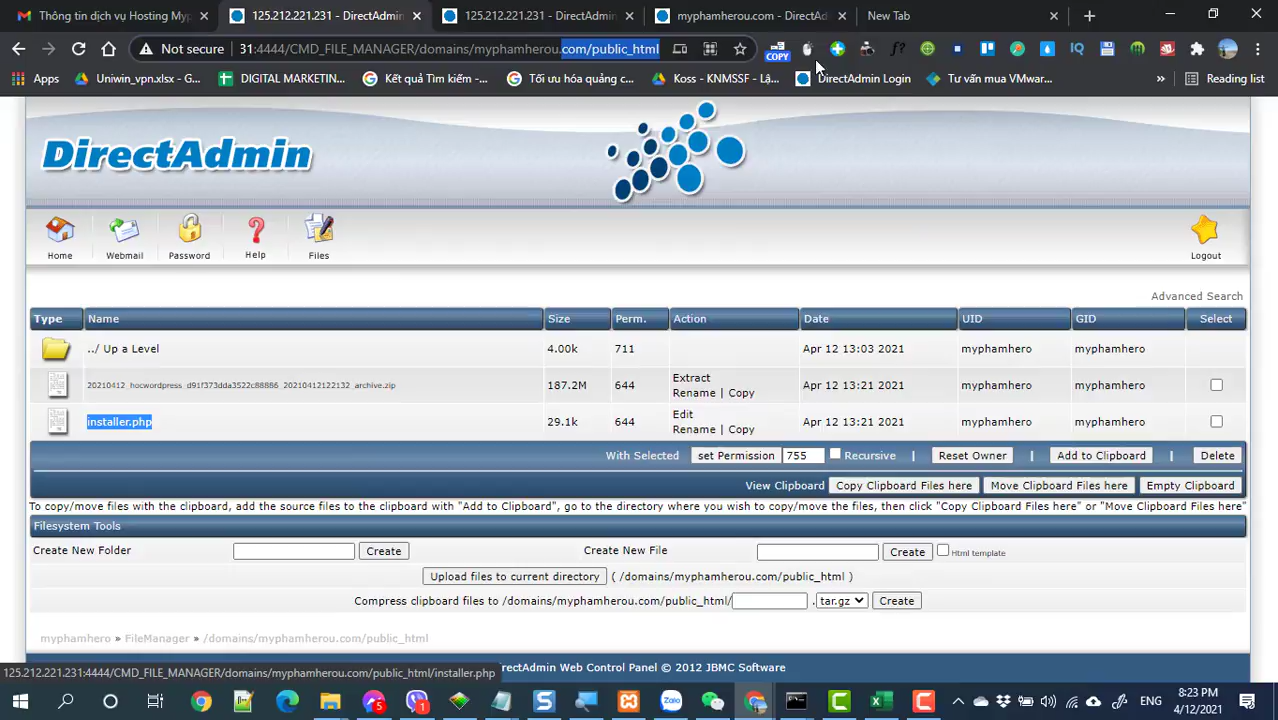 Thông tin dịch vụ Hosting Myp
125.212.221.231 - DirectAdmin
125.212.221.231 - DirectAdmin
myphamherou.com - DirectAd
New Tab
Not secure
31:4444/CMD_FILE_MANAGER/domains/myphamherou.com/public_html
COPY
f?
IQ
Apps
Uniwin_vpn.xlsx - G...
DIGITAL MARKETIN...
Kết quả Tìm kiếm -...
Tối ưu hóa quảng c...
Koss - KNMSSF - Lậ...
DirectAdmin Login
Tư vấn mua VMwar...
»
Reading list
DirectAdmin
Home
Webmail
Password
Help
Files
Logout
Advanced Search
Type
Name
Size
Perm.
Action
Date
UID
GID
Select
../ Up a Level
4.00k
711
Apr 12 13:03 2021
myphamhero
myphamhero
20210412_hocwordpress_d91f373dda3522c88886_20210412122132_archive.zip
187.2M
644
Extract
Rename | Copy
Apr 12 13:21 2021
myphamhero
myphamhero
installer.php
29.1k
644
Edit
Rename | Copy
Apr 12 13:21 2021
myphamhero
myphamhero
With Selected
set Permission
755
Recursive
|
Reset Owner
|
Add to Clipboard
|
Delete
View Clipboard
Copy Clipboard Files here
Move Clipboard Files here
Empty Clipboard
To copy/move files with the clipboard, add the source files to the clipboard with "Add to Clipboard", go to the directory where you wish to copy/move the files, then click "Copy Clipboard Files here" or "Move Clipboard Files here"
Filesystem Tools
Create New Folder
Create
Create New File
Create
Html template
Upload files to current directory
( /domains/myphamherou.com/public_html )
Compress clipboard files to /domains/myphamherou.com/public_html/
.
tar.gz
Create
myphamhero » FileManager » /domains/myphamherou.com/public_html
125.212.221.231:4444/CMD_FILE_MANAGER/domains/myphamherou.com/public_html/installer.php
irectAdmin Web Control Panel © 2012 JBMC Software
5
1
Zalo
ENG
8:23 PM
4/12/2021